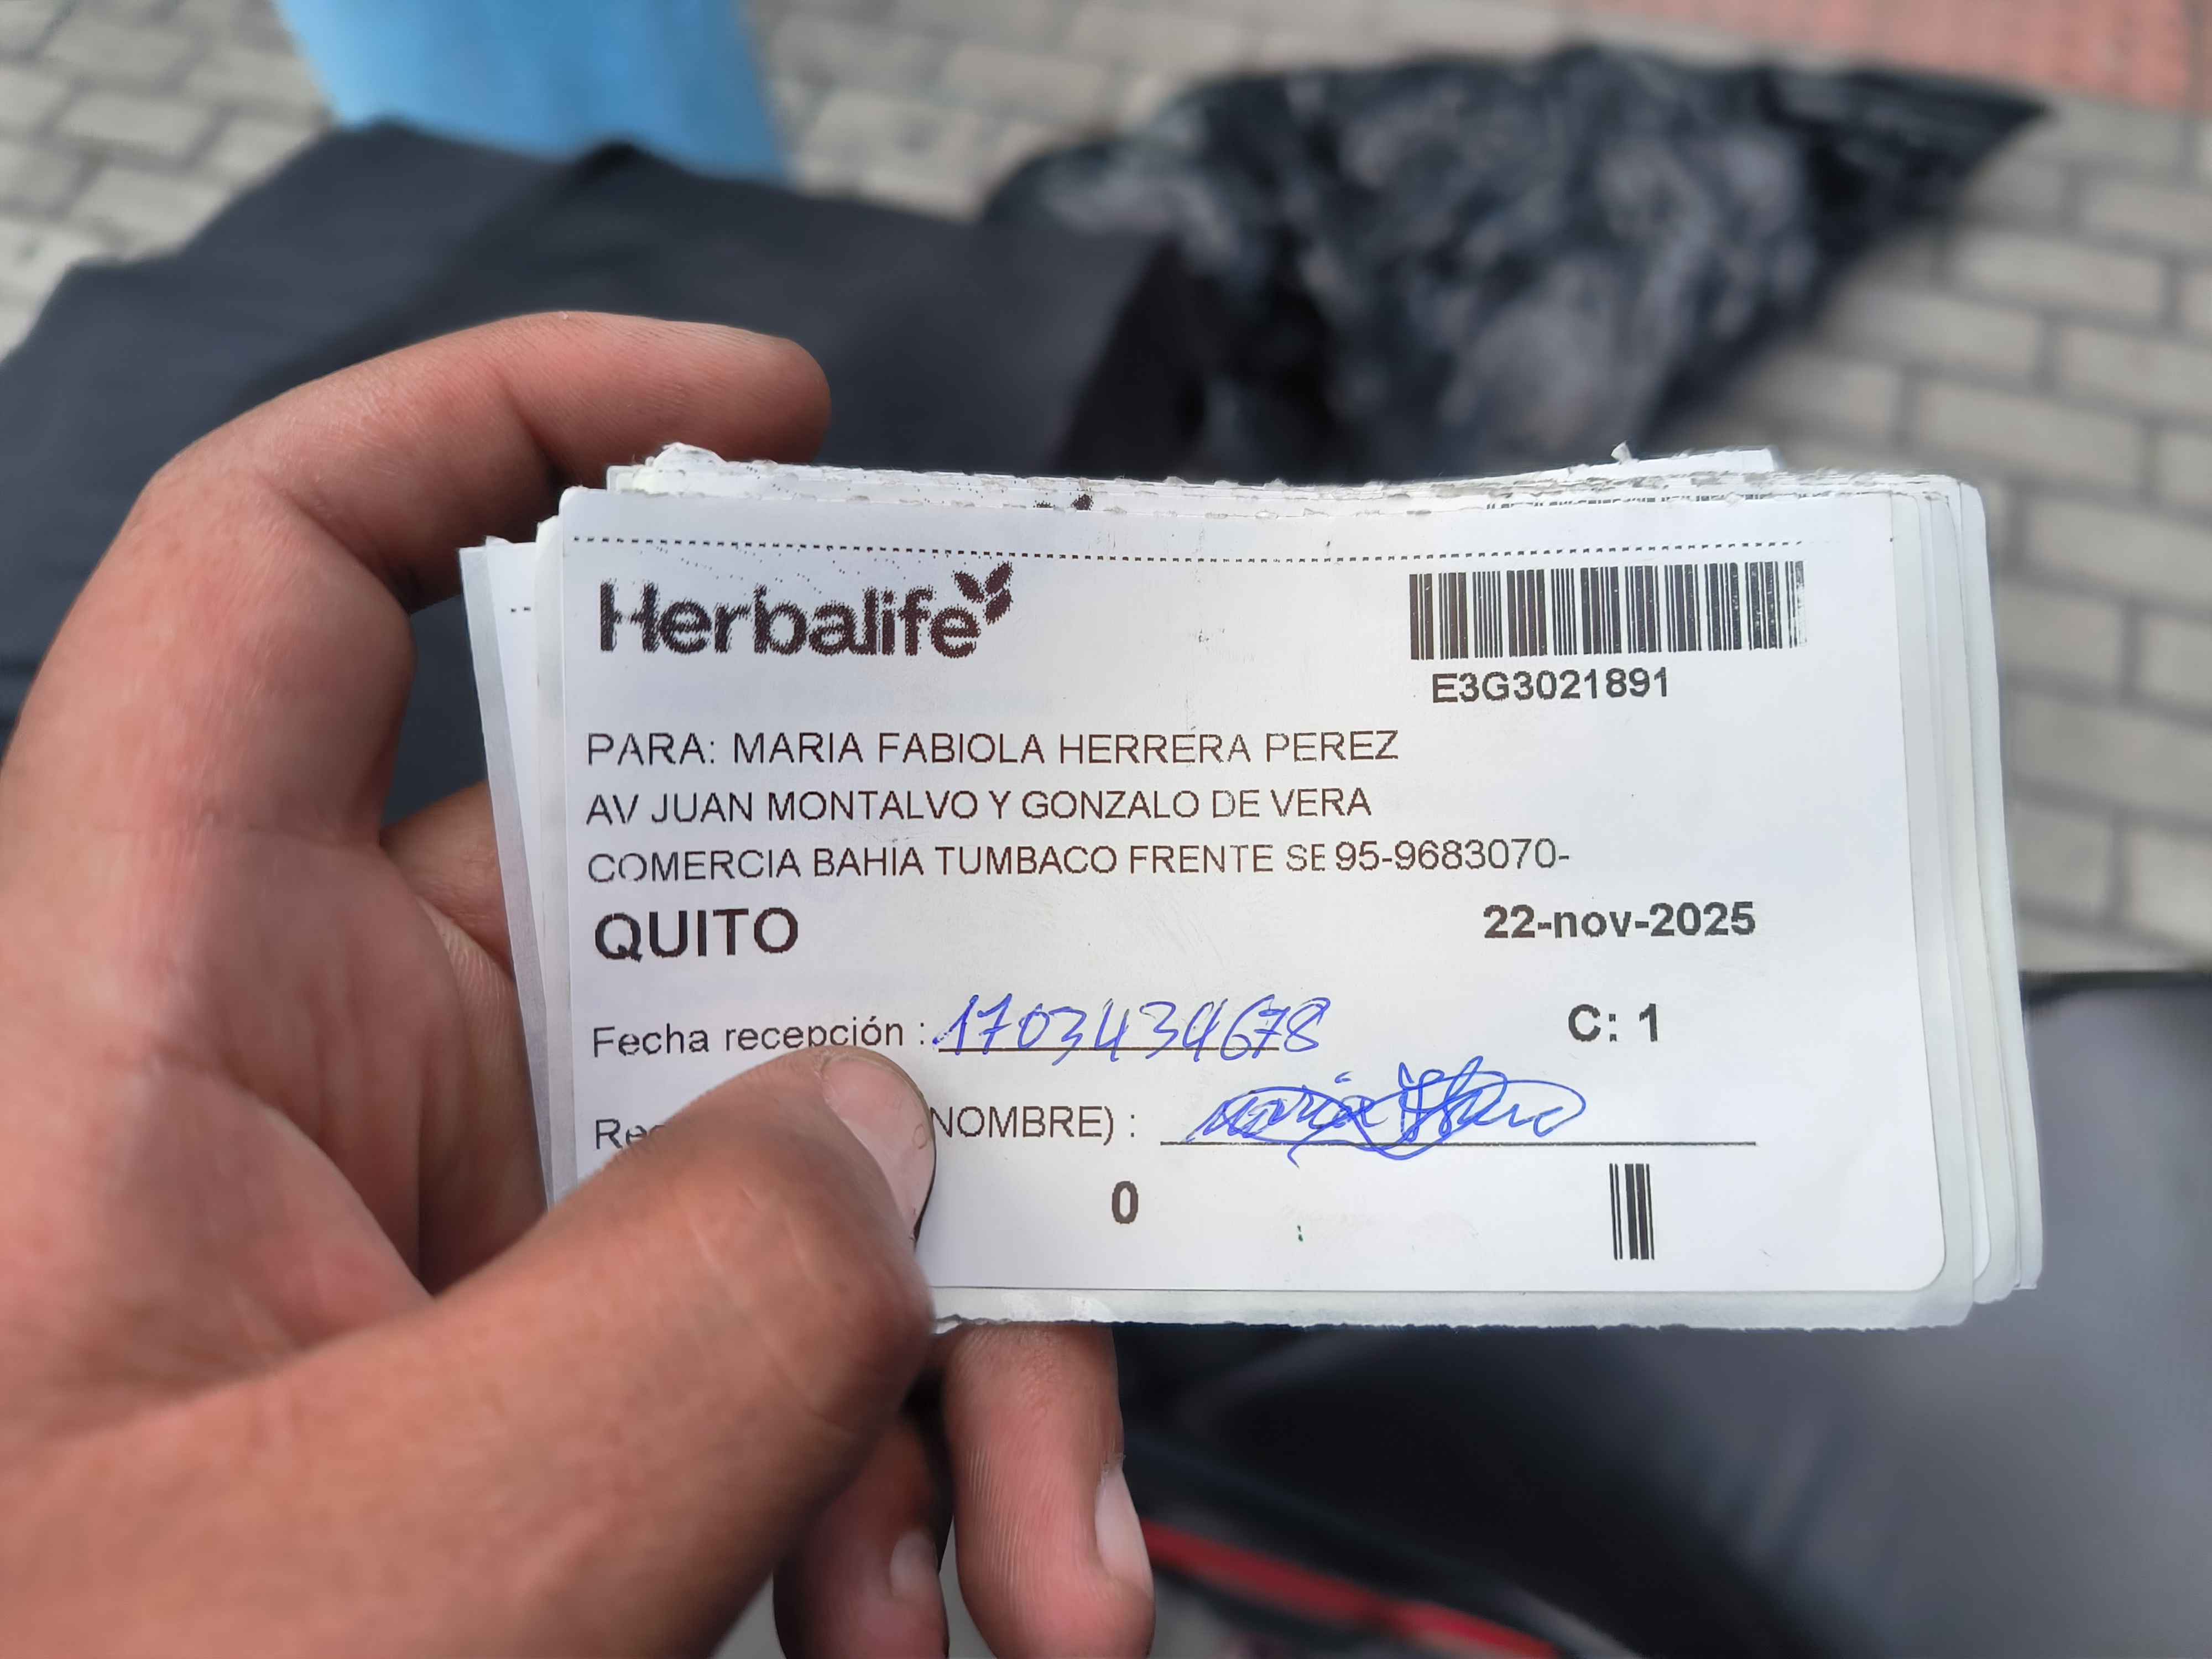 Herbalife
E3G3021891
PARA: MARIA FABIOLA HERRERA PEREZ
AV JUAN MONTALVO Y GONZALO DE VERA
COMERCIA BAHIA TUMBACO FRENTE SE 95-9683070-
QUITO 22-nov-2025
Fecha recepción : 1703434678 C: 1
NOMBRE) :
0